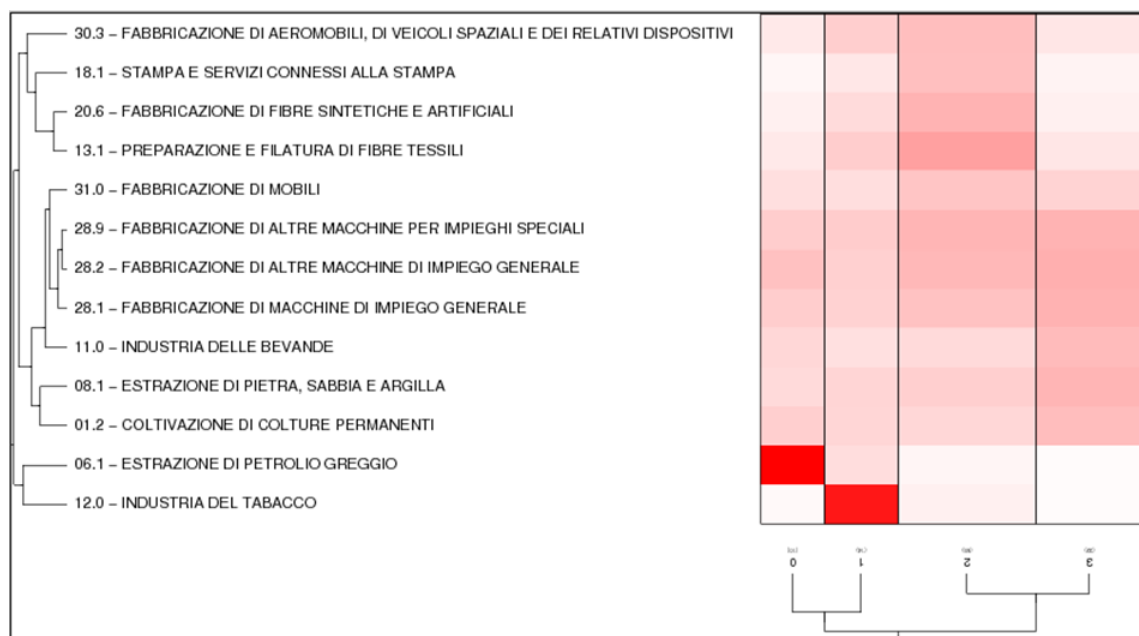 30.3 – FABBRICAZIONE DI AEROMOBILI, DI VEICOLI SPAZIALI E DEI RELATIVI DISPOSITIVI
18.1 – STAMPA E SERVIZI CONNESSI ALLA STAMPA
20.6 – FABBRICAZIONE DI FIBRE SINTETICHE E ARTIFICIALI
13.1 – PREPARAZIONE E FILATURA DI FIBRE TESSILI
31.0 – FABBRICAZIONE DI MOBILI
28.9 – FABBRICAZIONE DI ALTRE MACCHINE PER IMPIEGHI SPECIALI
28.2 – FABBRICAZIONE DI ALTRE MACCHINE DI IMPIEGO GENERALE
28.1 – FABBRICAZIONE DI MACCHINE DI IMPIEGO GENERALE
11.0 – INDUSTRIA DELLE BEVANDE
08.1 – ESTRAZIONE DI PIETRA, SABBIA E ARGILLA
01.2 – COLTIVAZIONE DI COLTURE PERMANENTI
06.1 – ESTRAZIONE DI PETROLIO GREGGIO
12.0 – INDUSTRIA DEL TABACCO
0 1 2 3